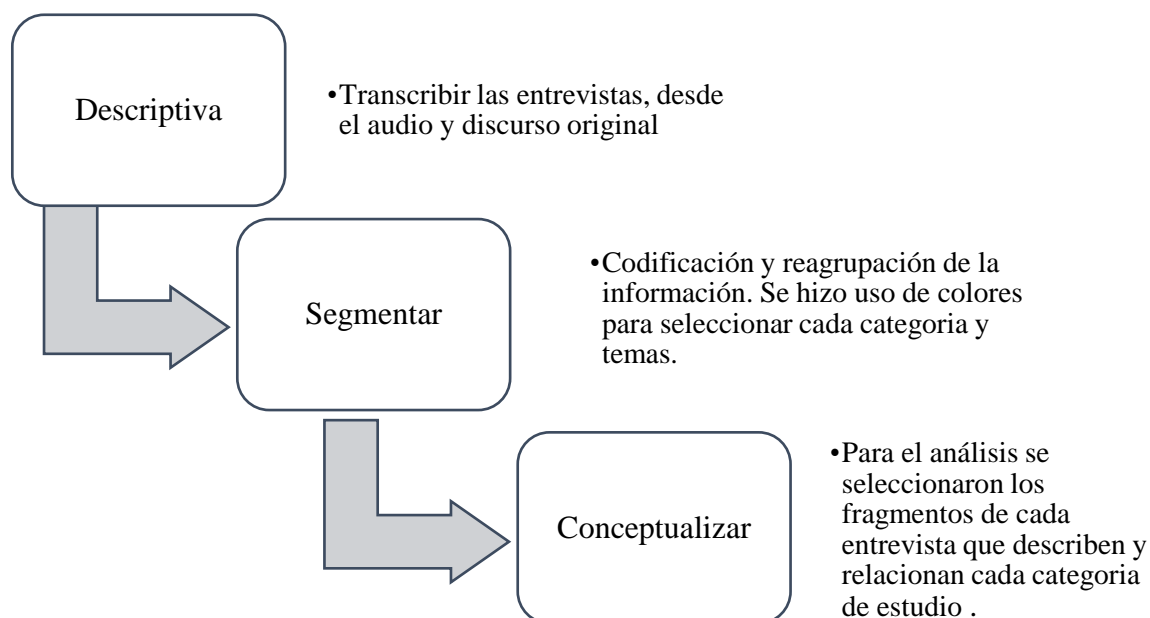 Descriptiva
•Transcribir las entrevistas, desde
el audio y discurso original
Segmentar
•Codificación y reagrupación de la
información. Se hizo uso de colores
para seleccionar cada categoria y
temas.
Conceptualizar
•Para el análisis se
seleccionaron los
fragmentos de cada
entrevista que describen y
relacionan cada categoria
de estudio .